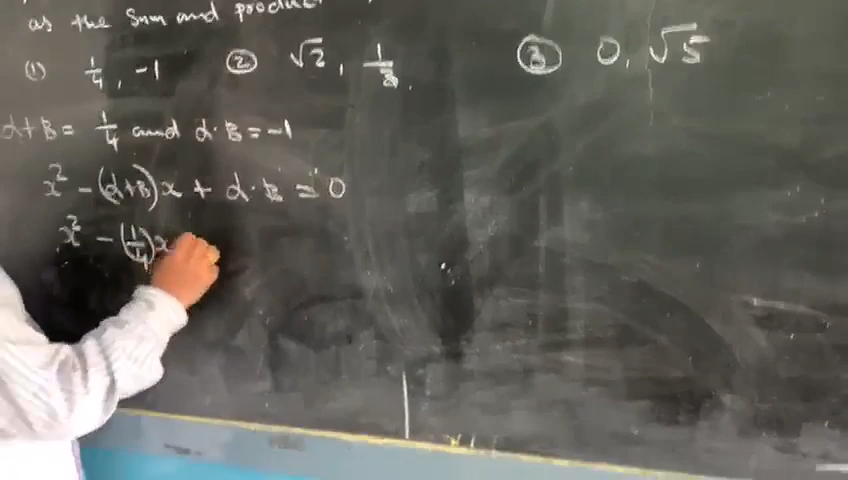 as the sum and product
(1) 1/4, -1 (2) √2, 1/3. (3) 0, √5
α+β = 1/4 and α·β = -1
x² - (α+β)x + α·β = 0
x² - (1/4)x